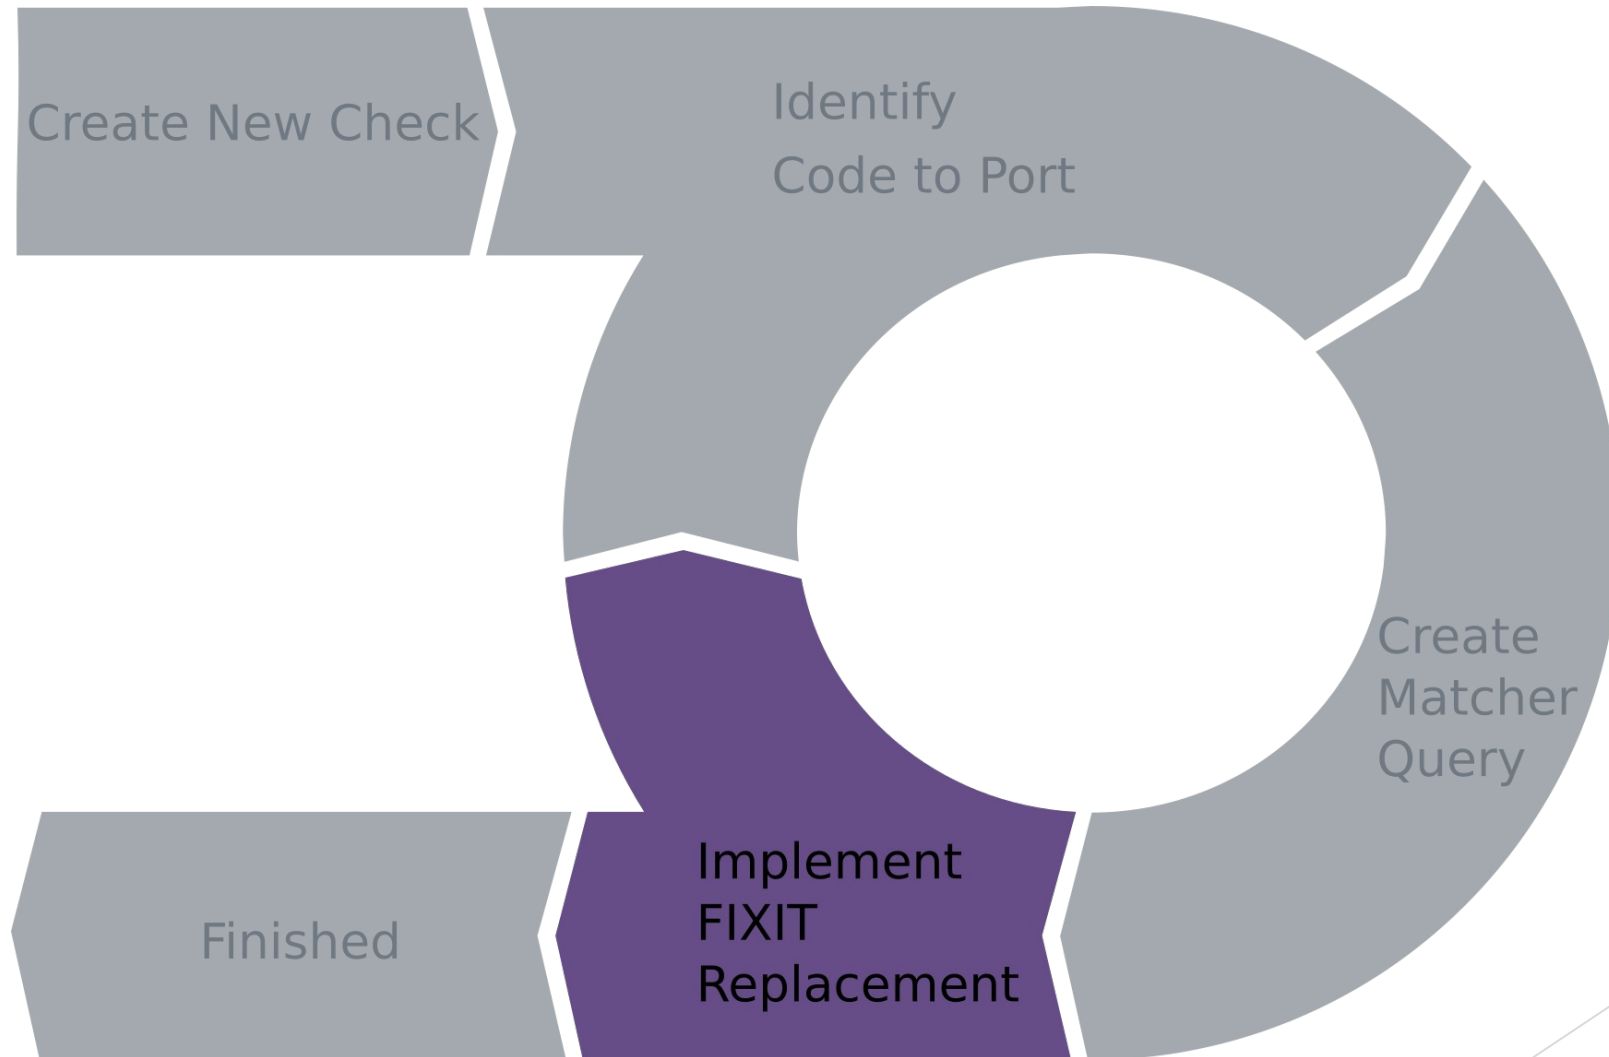 Create New Check
Identify
Code to Port
Create
Matcher
Query
Implement
FIXIT
Replacement
Finished